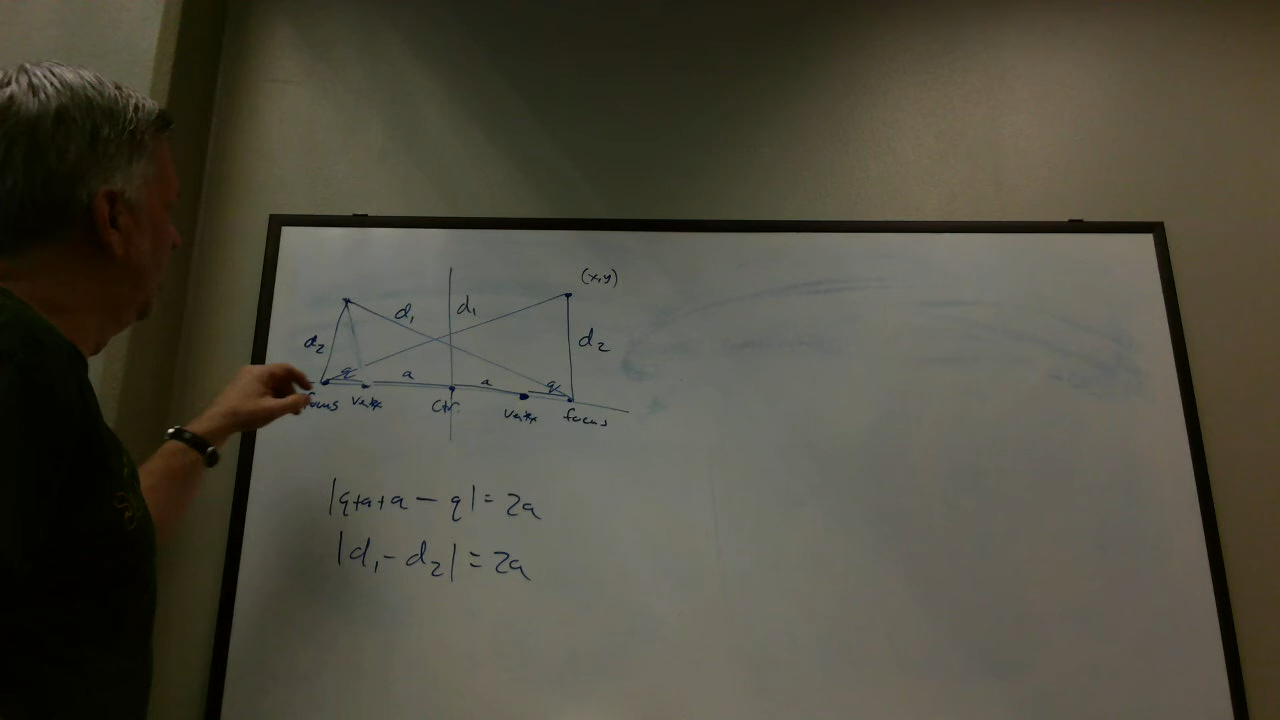 (x,y)
d₁ d₁
d₂ d₂
q a a q
focus vertex ctr vertex focus
|q+a+a - q| = 2a
|d₁ - d₂| = 2a